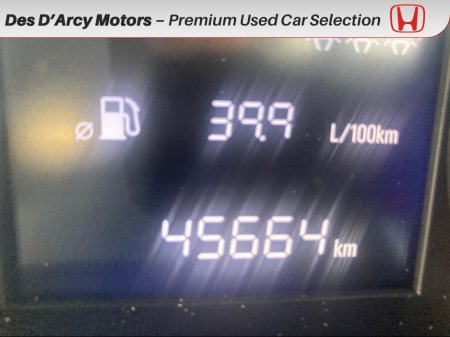 Des D'Arcy Motors – Premium Used Car Selection
Ø 39.9 L/100km
45664 km